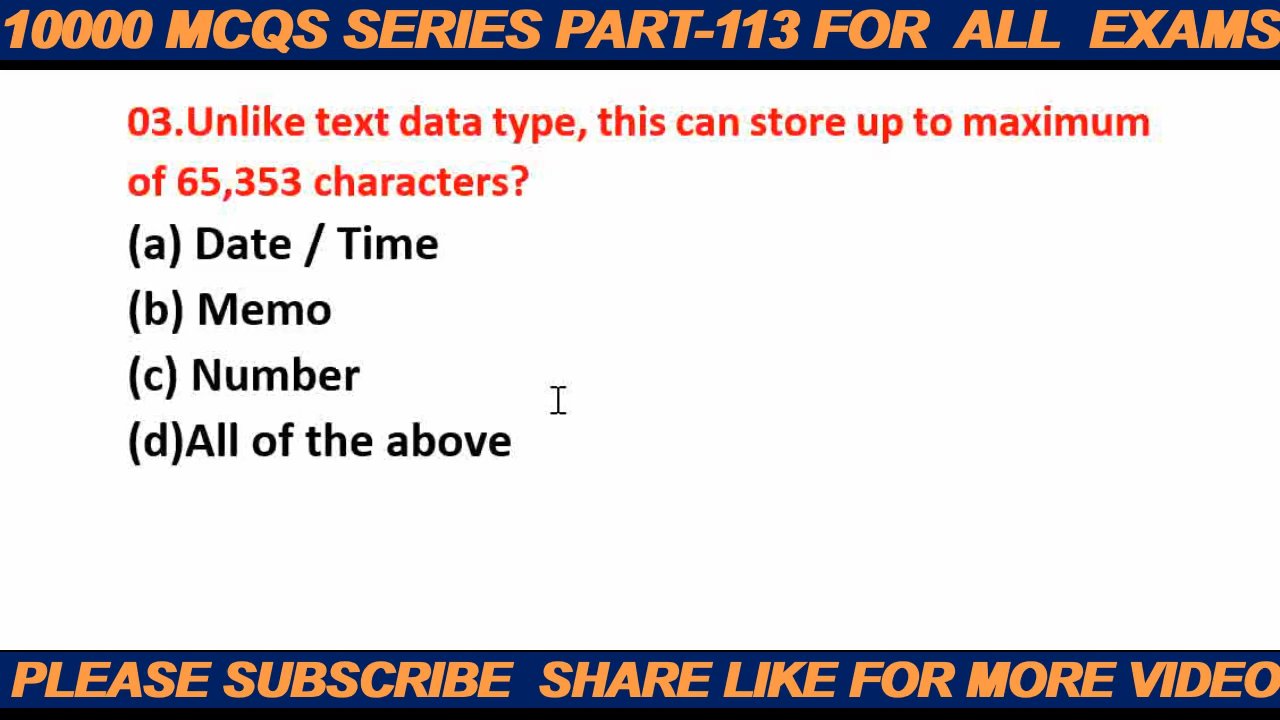 10000 MCQS SERIES PART-113 FOR ALL EXAMS
03.Unlike text data type, this can store up to maximum
of 65,353 characters?
(a) Date / Time
(b) Memo
(c) Number
(d)All of the above
PLEASE SUBSCRIBE SHARE LIKE FOR MORE VIDEO